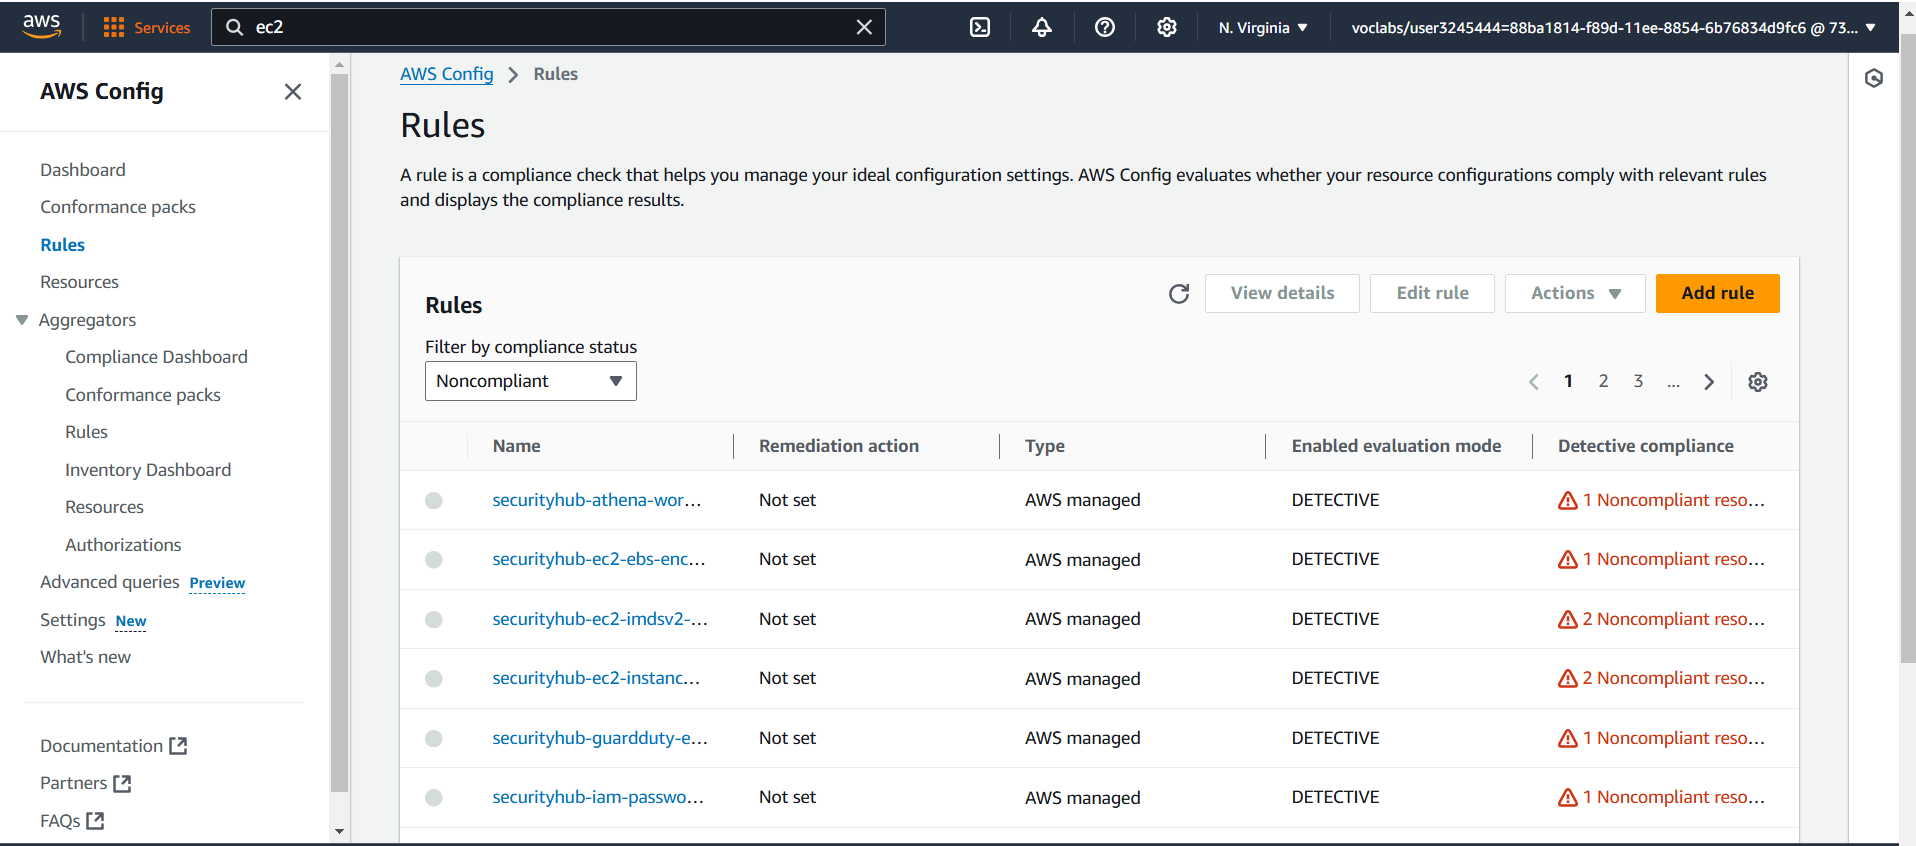 aws
Services
ec2
N. Virginia
voclabs/user3245444=88ba1814-f89d-11ee-8854-6b76834d9fc6 @ 73...
AWS Config
Dashboard
Conformance packs
Rules
Resources
Aggregators
Compliance Dashboard
Conformance packs
Rules
Inventory Dashboard
Resources
Authorizations
Advanced queries Preview
Settings New
What's new
Documentation
Partners
FAQs
AWS Config > Rules
Rules
A rule is a compliance check that helps you manage your ideal configuration settings. AWS Config evaluates whether your resource configurations comply with relevant rules
and displays the compliance results.
Rules
View details
Edit rule
Actions
Add rule
Filter by compliance status
Noncompliant
1 2 3 ...
Name Remediation action Type Enabled evaluation mode Detective compliance
securityhub-athena-wor... Not set AWS managed DETECTIVE 1 Noncompliant reso...
securityhub-ec2-ebs-enc... Not set AWS managed DETECTIVE 1 Noncompliant reso...
securityhub-ec2-imdsv2-... Not set AWS managed DETECTIVE 2 Noncompliant reso...
securityhub-ec2-instanc... Not set AWS managed DETECTIVE 2 Noncompliant reso...
securityhub-guardduty-e... Not set AWS managed DETECTIVE 1 Noncompliant reso...
securityhub-iam-passwo... Not set AWS managed DETECTIVE 1 Noncompliant reso...